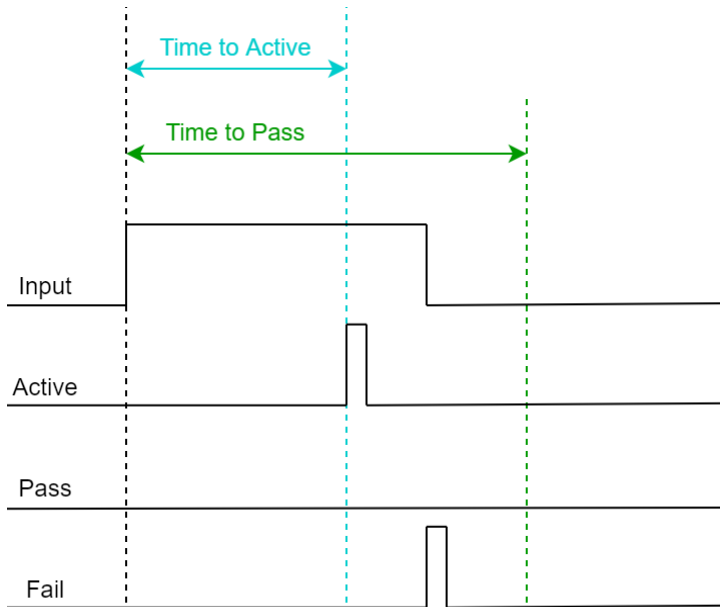 Time to Active
Time to Pass
Input
Active
Pass
Fail